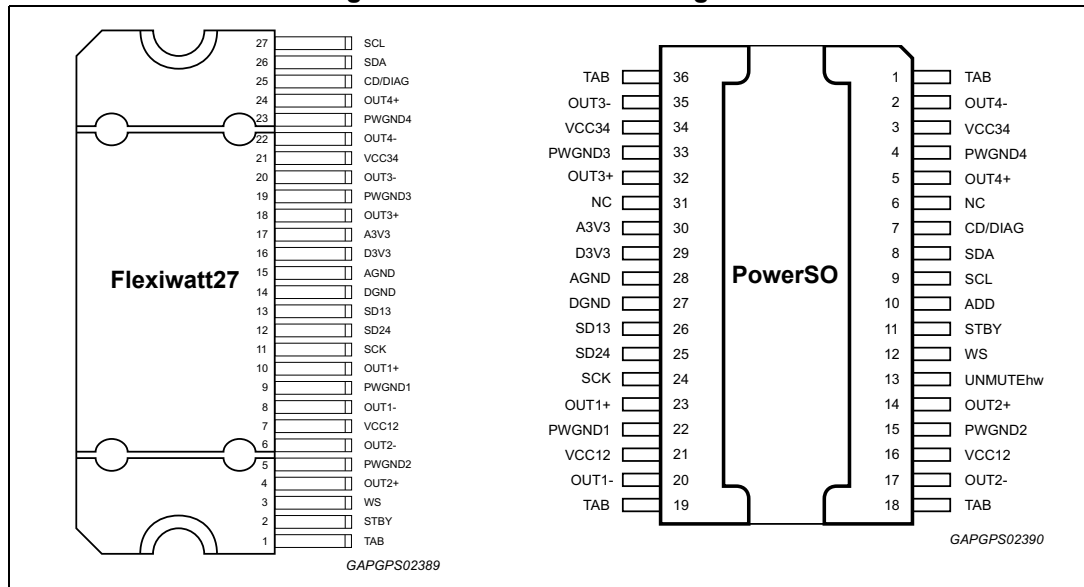 27 SCL
26 SDA
25 CD/DIAG
24 OUT4+
23 PWGND4
22 OUT4-
21 VCC34
20 OUT3-
19 PWGND3
18 OUT3+
17 A3V3
16 D3V3
15 AGND
14 DGND
13 SD13
12 SD24
11 SCK
10 OUT1+
9 PWGND1
8 OUT1-
7 VCC12
6 OUT2-
5 PWGND2
4 OUT2+
3 WS
2 STBY
1 TAB
Flexiwatt27
GAPGPS02389
TAB 36 1 TAB
OUT3- 35 2 OUT4-
VCC34 34 3 VCC34
PWGND3 33 4 PWGND4
OUT3+ 32 5 OUT4+
NC 31 6 NC
A3V3 30 7 CD/DIAG
D3V3 29 8 SDA
AGND 28 9 SCL
DGND 27 10 ADD
SD13 26 11 STBY
SD24 25 12 WS
SCK 24 13 UNMUTEhw
OUT1+ 23 14 OUT2+
PWGND1 22 15 PWGND2
VCC12 21 16 VCC12
OUT1- 20 17 OUT2-
TAB 19 18 TAB
PowerSO
GAPGPS02390